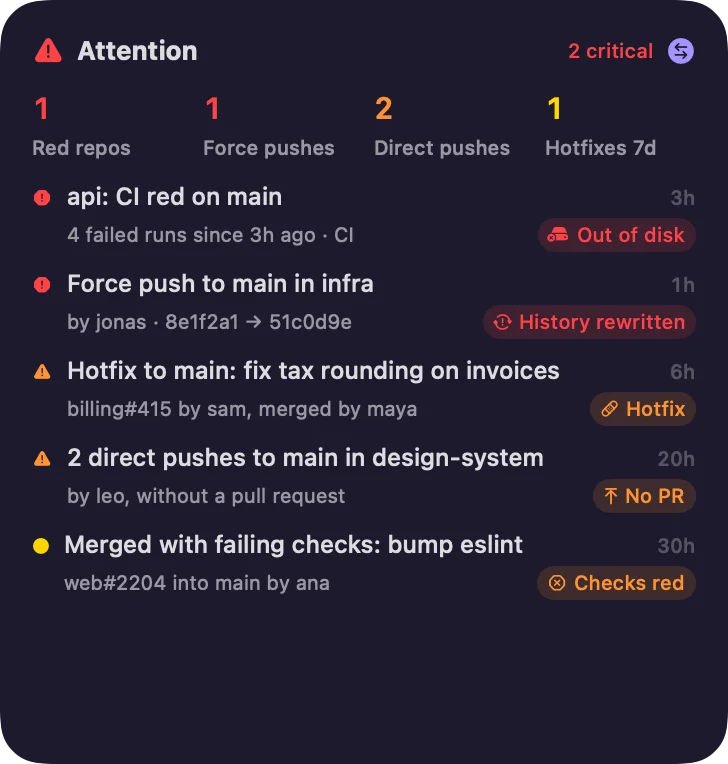 Attention
2 critical
1 1 2 1
Red repos Force pushes Direct pushes Hotfixes 7d
api: CI red on main 3h
4 failed runs since 3h ago · CI Out of disk
Force push to main in infra 1h
by jonas · 8e1f2a1 → 51c0d9e History rewritten
Hotfix to main: fix tax rounding on invoices 6h
billing#415 by sam, merged by maya Hotfix
2 direct pushes to main in design-system 20h
by leo, without a pull request No PR
Merged with failing checks: bump eslint 30h
web#2204 into main by ana Checks red